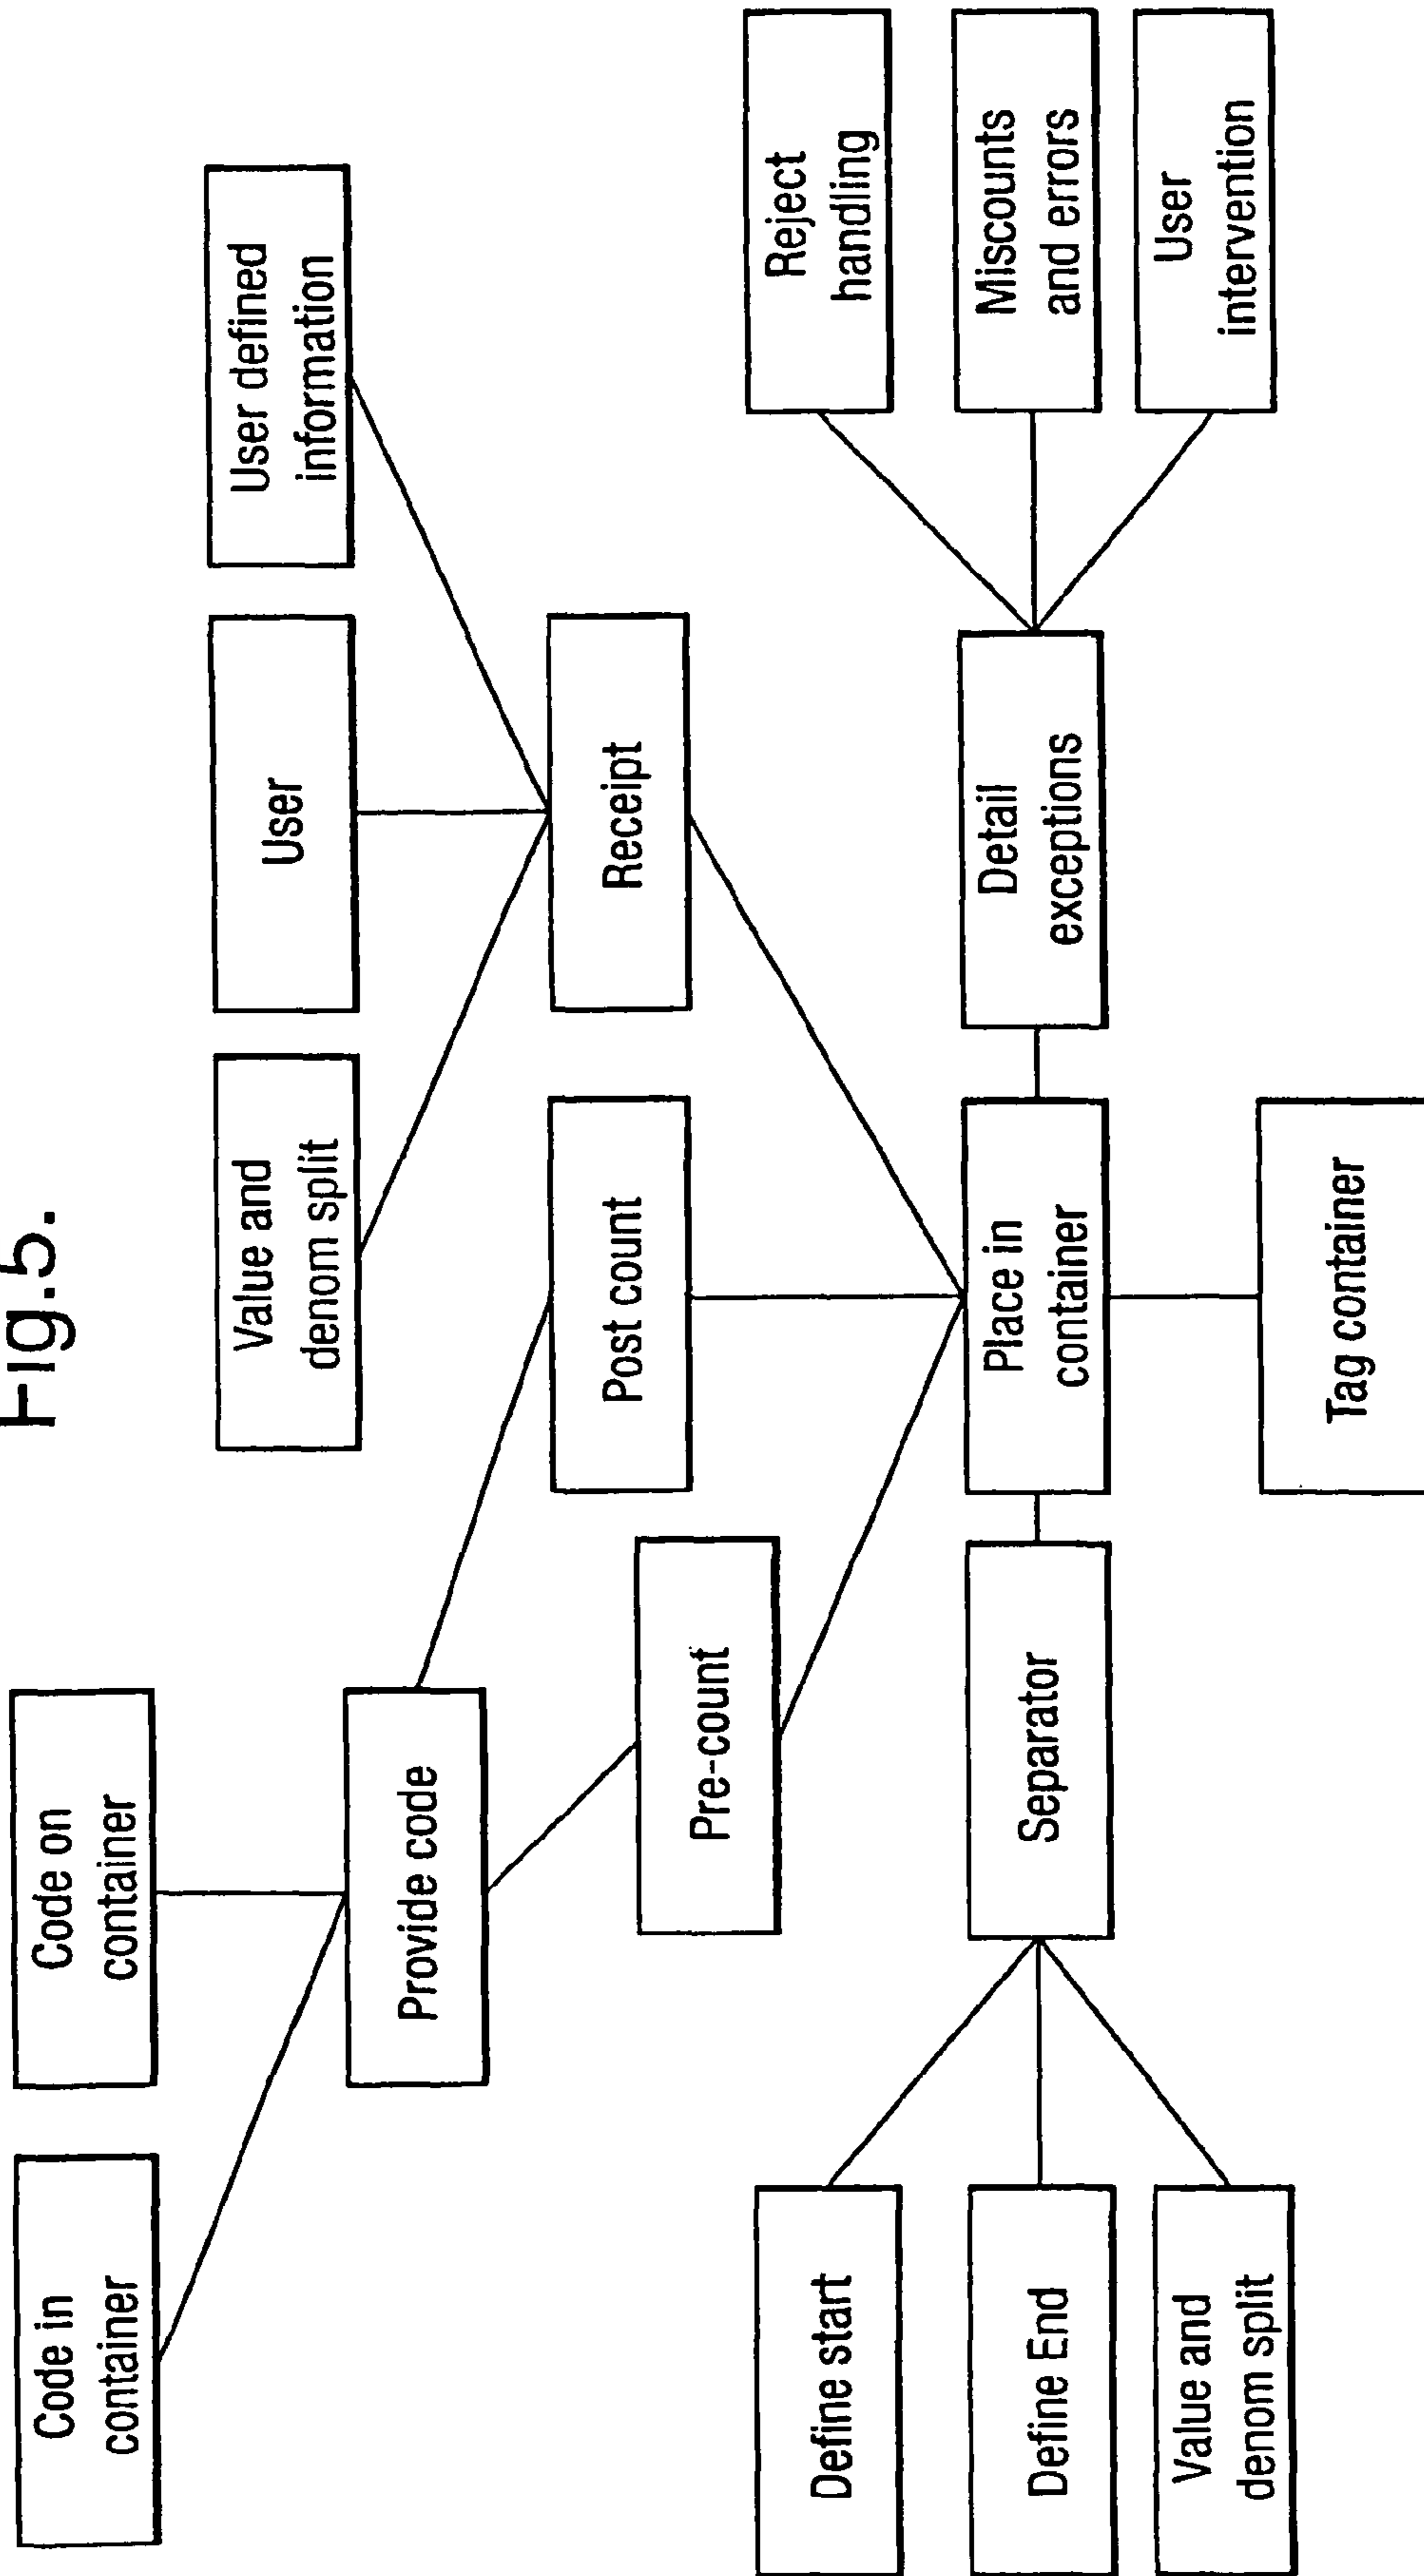 Fig.5.
Code in
container
Code on
container
Value and
denom split
User
User defined
information
Provide code
Post count
Receipt
Pre-count
Define start
Define End
Value and
denom split
Separator
Place in
container
Detail
exceptions
Reject
handling
Miscounts
and errors
User
intervention
Tag container